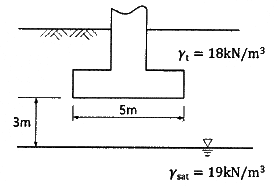 γt = 18kN/m³
5m
3m
γsat = 19kN/m³